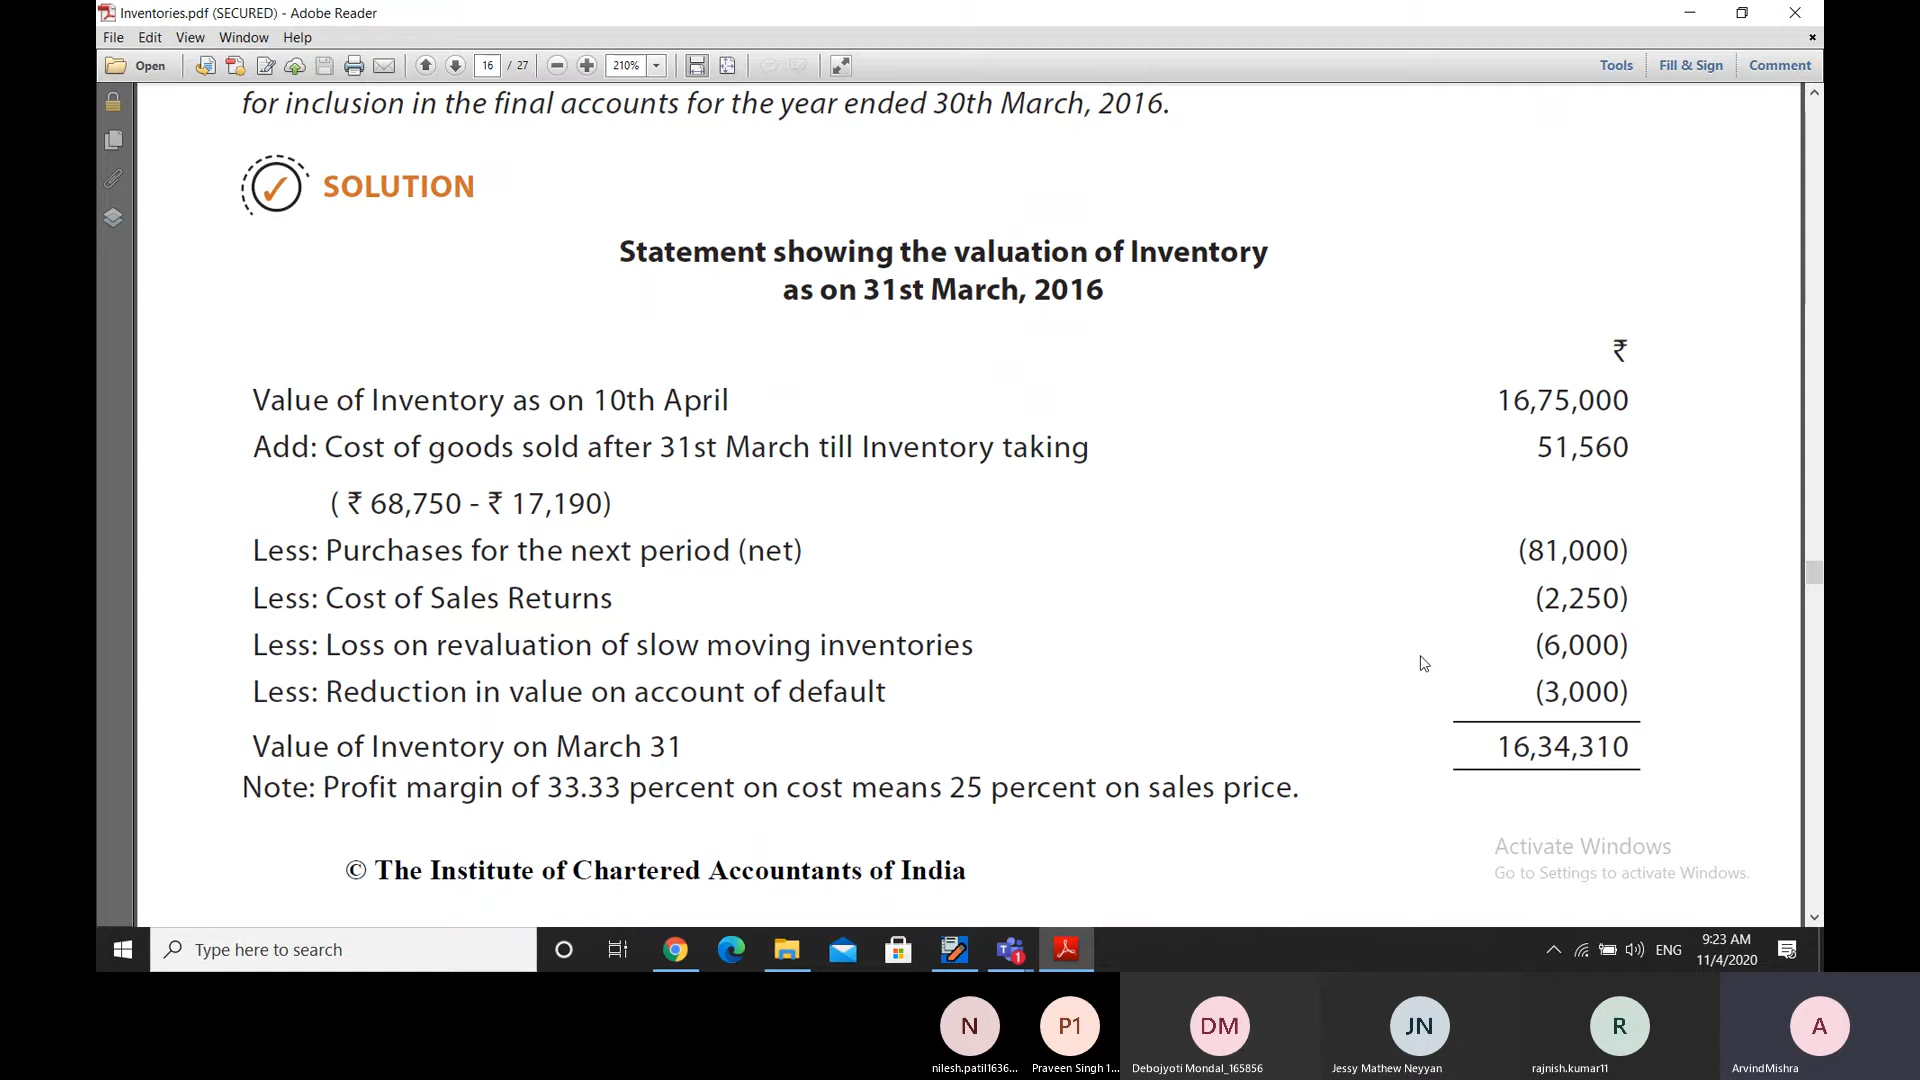 Inventories.pdf (SECURED) - Adobe Reader
File Edit View Window Help
Open 16 / 27 210% Tools Fill & Sign Comment
for inclusion in the final accounts for the year ended 30th March, 2016.
SOLUTION
Statement showing the valuation of Inventory
as on 31st March, 2016
₹
Value of Inventory as on 10th April 16,75,000
Add: Cost of goods sold after 31st March till Inventory taking 51,560
( ₹ 68,750 - ₹ 17,190)
Less: Purchases for the next period (net) (81,000)
Less: Cost of Sales Returns (2,250)
Less: Loss on revaluation of slow moving inventories (6,000)
Less: Reduction in value on account of default (3,000)
Value of Inventory on March 31 16,34,310
Note: Profit margin of 33.33 percent on cost means 25 percent on sales price.
Activate Windows
Go to Settings to activate Windows.
© The Institute of Chartered Accountants of India
Type here to search 1 ENG 9:23 AM
11/4/2020
N P1 DM JN R A
nilesh.patil1636... Praveen Singh 1... Debojyoti Mondal_165856 Jessy Mathew Neyyan rajnish.kumar11 ArvindMishra